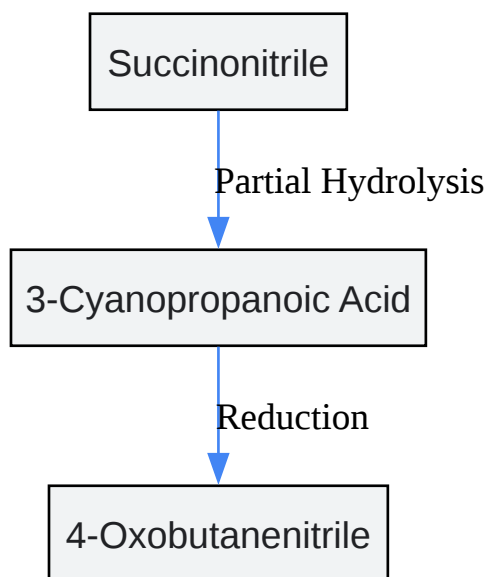 Succinonitrile
Partial Hydrolysis
3-Cyanopropanoic Acid
Reduction
4-Oxobutanenitrile